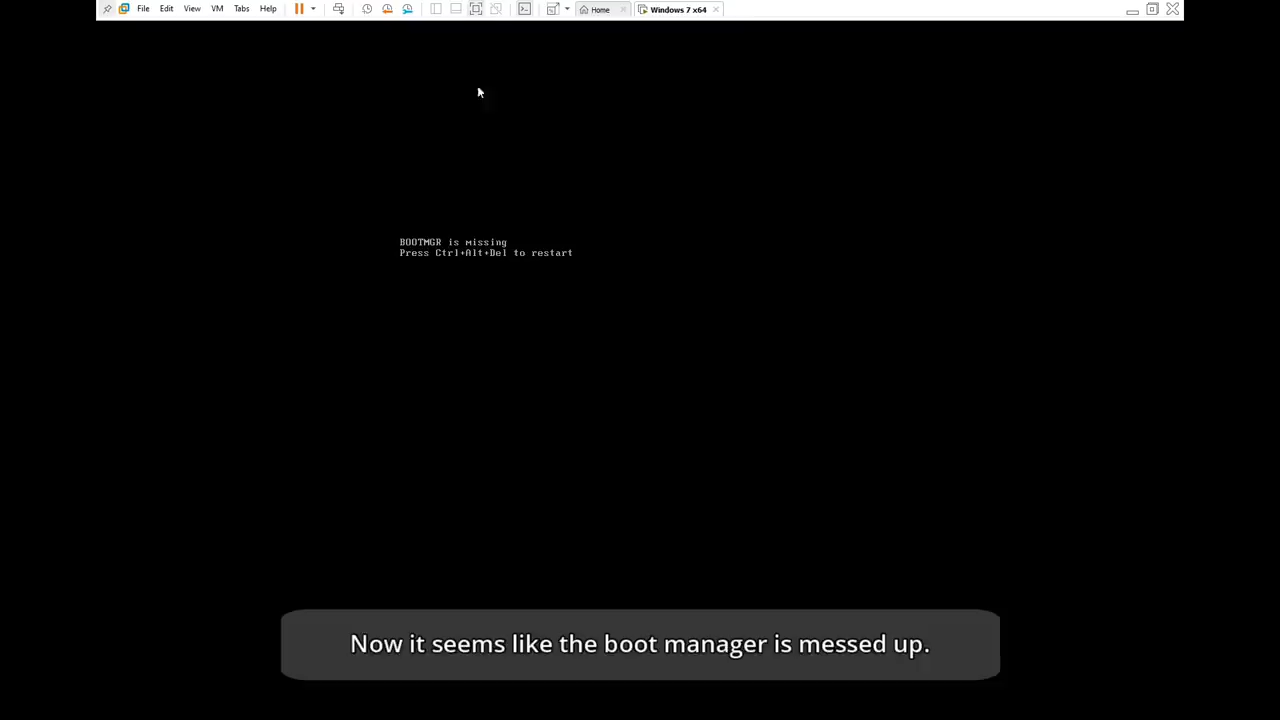 File Edit View VM Tabs Help Home Windows 7 x64
BOOTMGR is missing
Press Ctrl+Alt+Del to restart
Now it seems like the boot manager is messed up.